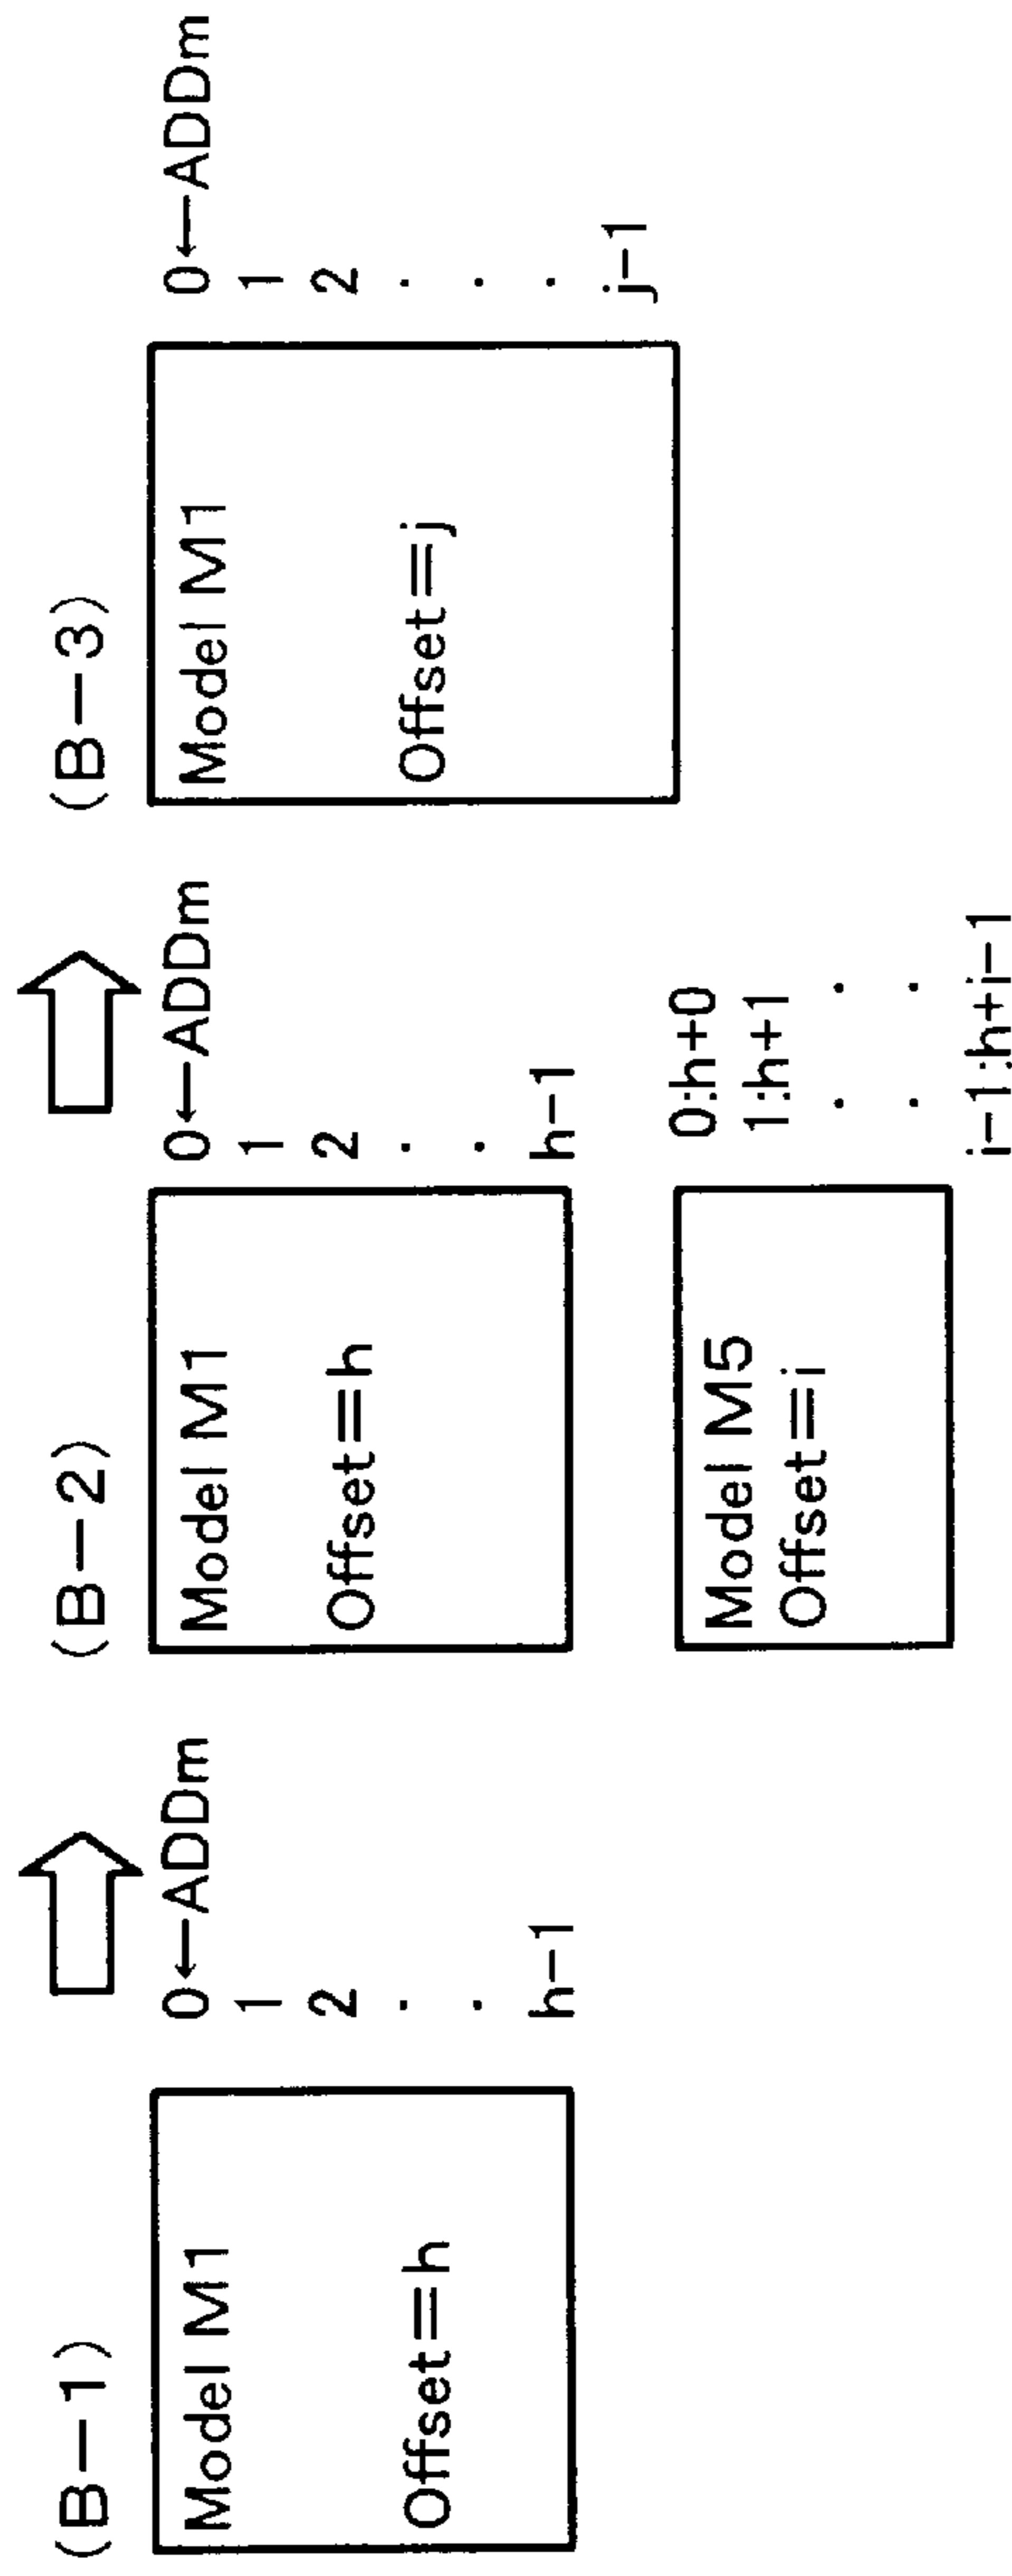 (B-1)
Model M1
Offset=h
0←ADDm
1
2
.
.
h-1
(B-2)
Model M1
Offset=h
0←ADDm
1
2
.
.
h-1
Model M5
Offset=i
0:h+0
1:h+1
. .
. .
i-1:h+i-1
(B-3)
Model M1
Offset=j
0←ADDm
1
2
.
.
.
j-1